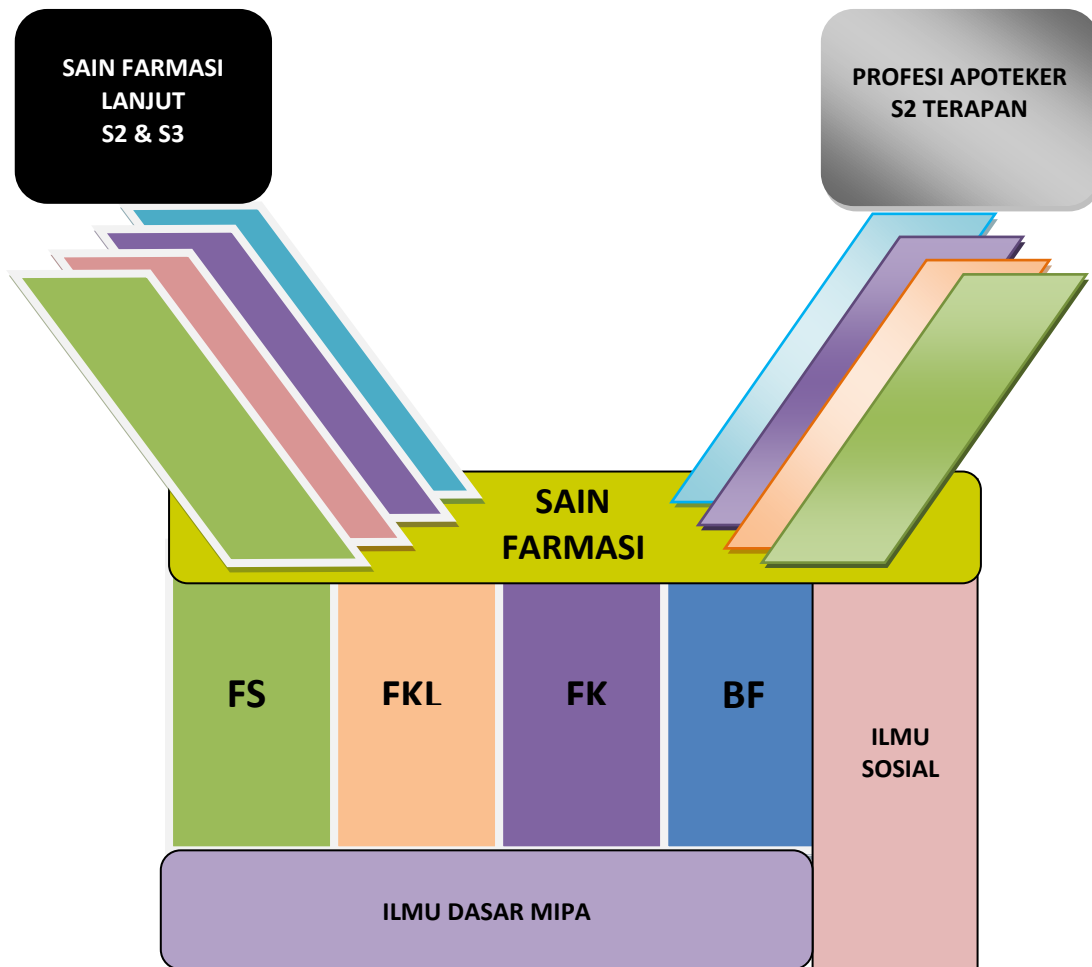 SAIN FARMASI
LANJUT
S2 & S3
PROFESI APOTEKER
S2 TERAPAN
SAIN
FARMASI
FS
FKL
FK
BF
ILMU
SOSIAL
ILMU DASAR MIPA